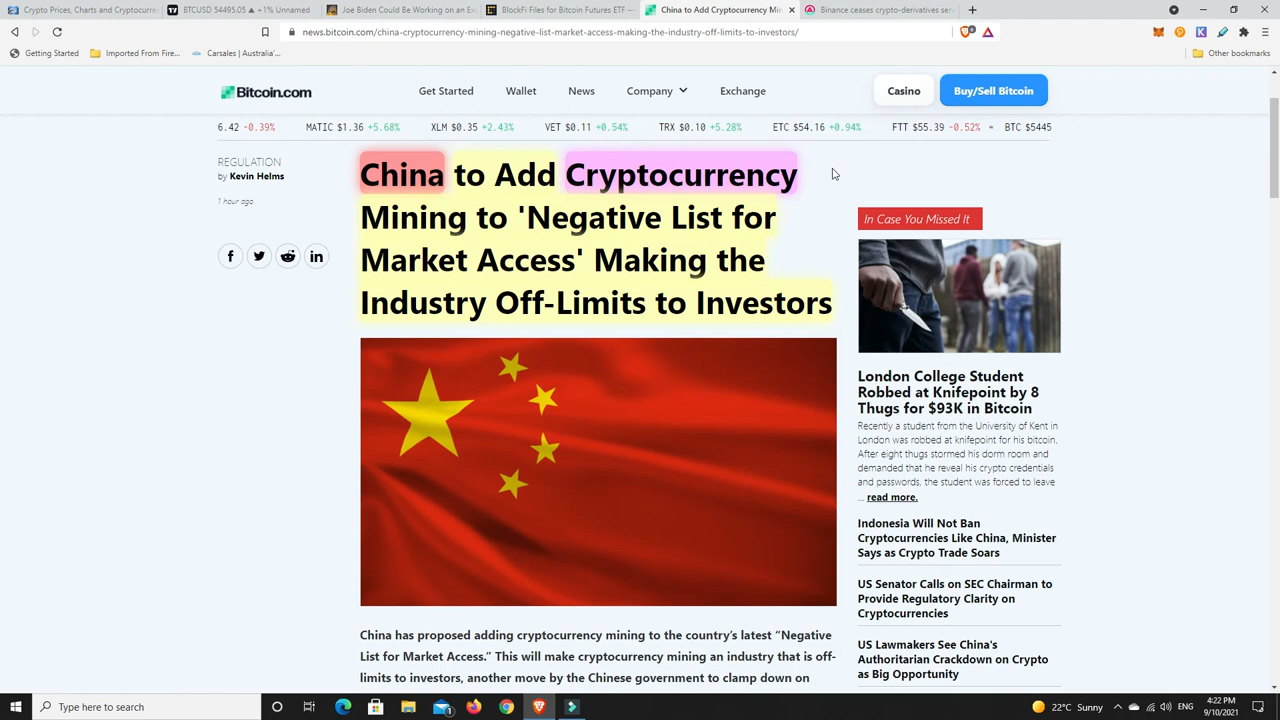 Crypto Prices, Charts and Cryptocurr
BTCUSD 54495.05 ▲ +1% Unnamed
Joe Biden Could Be Working on an Ex
BlockFi Files for Bitcoin Futures ETF —
China to Add Cryptocurrency Min
Binance ceases crypto-derivatives ser
news.bitcoin.com/china-cryptocurrency-mining-negative-list-market-access-making-the-industry-off-limits-to-investors/
Getting Started
Imported From Fire...
Carsales | Australia'...
Other bookmarks
Bitcoin.com
Get Started
Wallet
News
Company
Exchange
Casino
Buy/Sell Bitcoin
6.42 -0.39% MATIC $1.36 +5.68% XLM $0.35 +2.43% VET $0.11 +0.54% TRX $0.10 +5.28% ETC $54.16 +0.94% FTT $55.39 -0.52% BTC $5445
REGULATION
by Kevin Helms
1 hour ago
China to Add Cryptocurrency
Mining to 'Negative List for
Market Access' Making the
Industry Off-Limits to Investors
China has proposed adding cryptocurrency mining to the country's latest “Negative
List for Market Access.” This will make cryptocurrency mining an industry that is off-
limits to investors, another move by the Chinese government to clamp down on
In Case You Missed It
London College Student
Robbed at Knifepoint by 8
Thugs for $93K in Bitcoin
Recently a student from the University of Kent in
London was robbed at knifepoint for his bitcoin.
After eight thugs stormed his dorm room and
demanded that he reveal his crypto credentials
and passwords, the student was forced to leave
... read more.
Indonesia Will Not Ban
Cryptocurrencies Like China, Minister
Says as Crypto Trade Soars
US Senator Calls on SEC Chairman to
Provide Regulatory Clarity on
Cryptocurrencies
US Lawmakers See China's
Authoritarian Crackdown on Crypto
as Big Opportunity
Type here to search
22°C Sunny
ENG
4:22 PM
9/10/2021